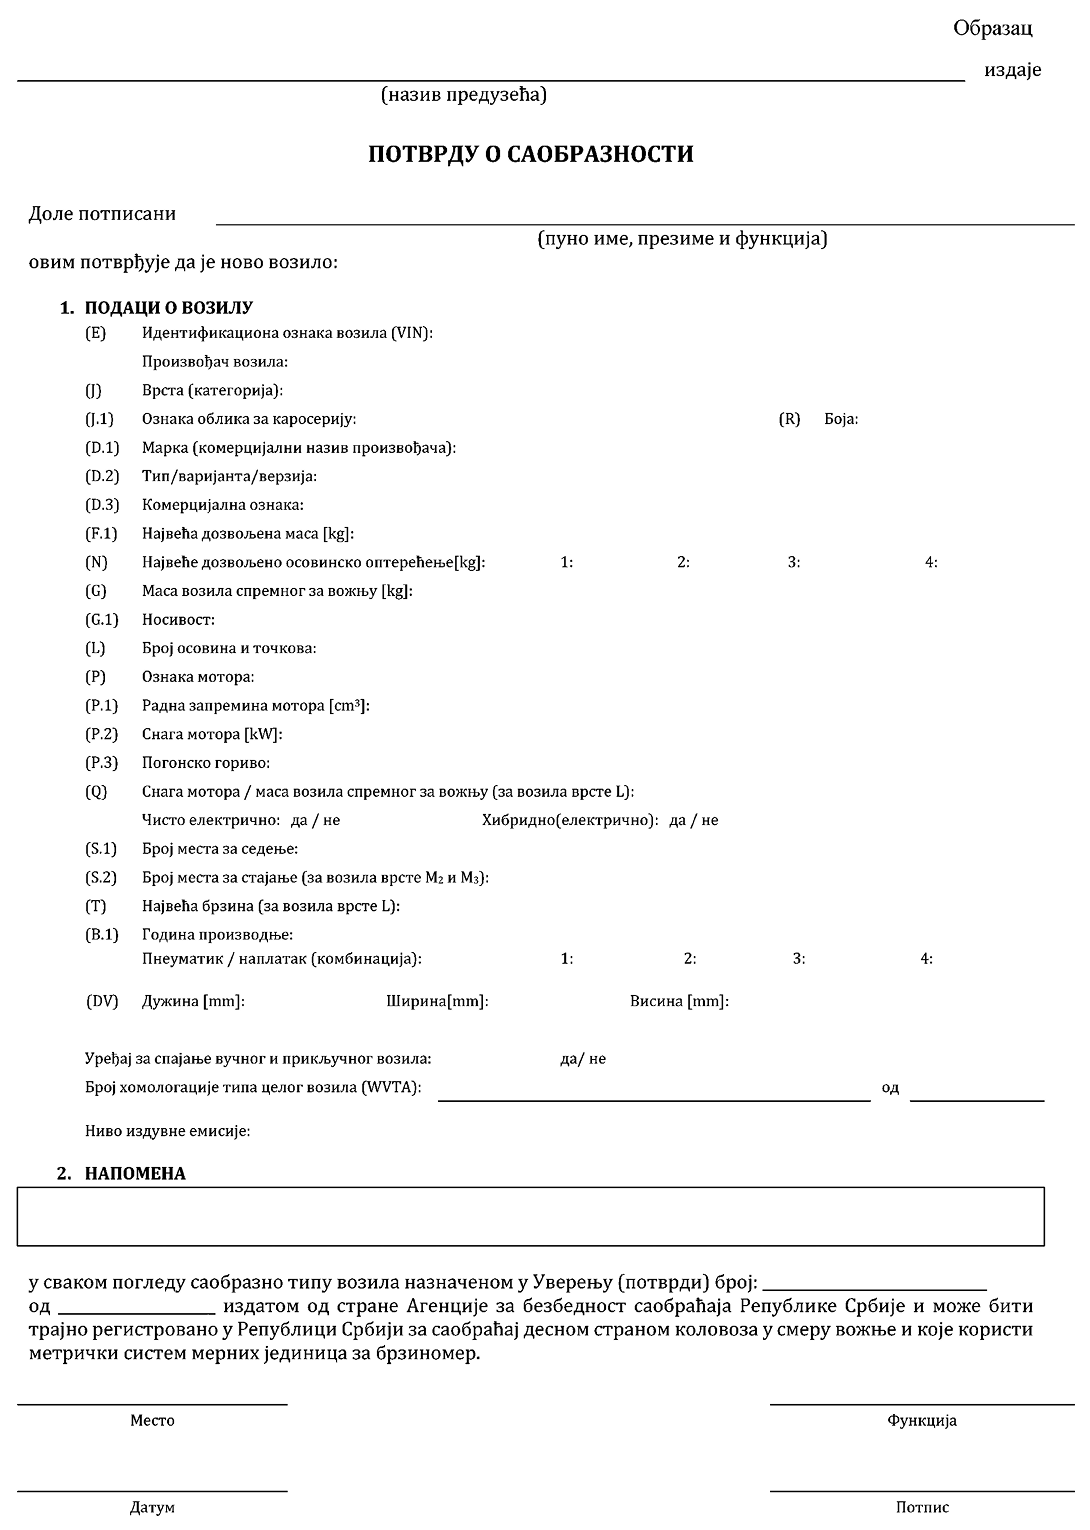 Образац
издаје
(назив предузећа)
ПОТВРДУ О САОБРАЗНОСТИ
Доле потписани
(пуно име, презиме и функција)
овим потврђује да је ново возило:
1. ПОДАЦИ О ВОЗИЛУ
(E) Идентификациона ознака возила (VIN):
Произвођач возила:
(J) Врста (категорија):
(J.1) Ознака облика за каросерију: (R) Боја:
(D.1) Марка (комерцијални назив произвођача):
(D.2) Тип/варијанта/верзија:
(D.3) Комерцијална ознака:
(F.1) Највећа дозвољена маса [kg]:
(N) Највеће дозвољено осовинско оптерећење[kg]: 1: 2: 3: 4:
(G) Маса возила спремног за вожњу [kg]:
(G.1) Носивост:
(L) Број осовина и точкова:
(P) Ознака мотора:
(P.1) Радна запремина мотора [cm³]:
(P.2) Снага мотора [kW]:
(P.3) Погонско гориво:
(Q) Снага мотора / маса возила спремног за вожњу (за возила врсте L):
Чисто електрично: да / не Хибридно(електрично): да / не
(S.1) Број места за седење:
(S.2) Број места за стајање (за возила врсте M₂ и M₃):
(T) Највећа брзина (за возила врсте L):
(B.1) Година производње:
Пнеуматик / наплатак (комбинација): 1: 2: 3: 4:
(DV) Дужина [mm]: Ширина[mm]: Висина [mm]:
Уређај за спајање вучног и прикључног возила: да/ не
Број хомологације типа целог возила (WVTA): од
Ниво издувне емисије:
2. НАПОМЕНА
у сваком погледу саобразно типу возила назначеном у Уверењу (потврди) број:
од издатом од стране Агенције за безбедност саобраћаја Републике Србије и може бити
трајно регистровано у Републици Србији за саобраћај десном страном коловоза у смеру вожње и које користи
метрички систем мерних јединица за брзиномер.
Место Функција
Датум Потпис